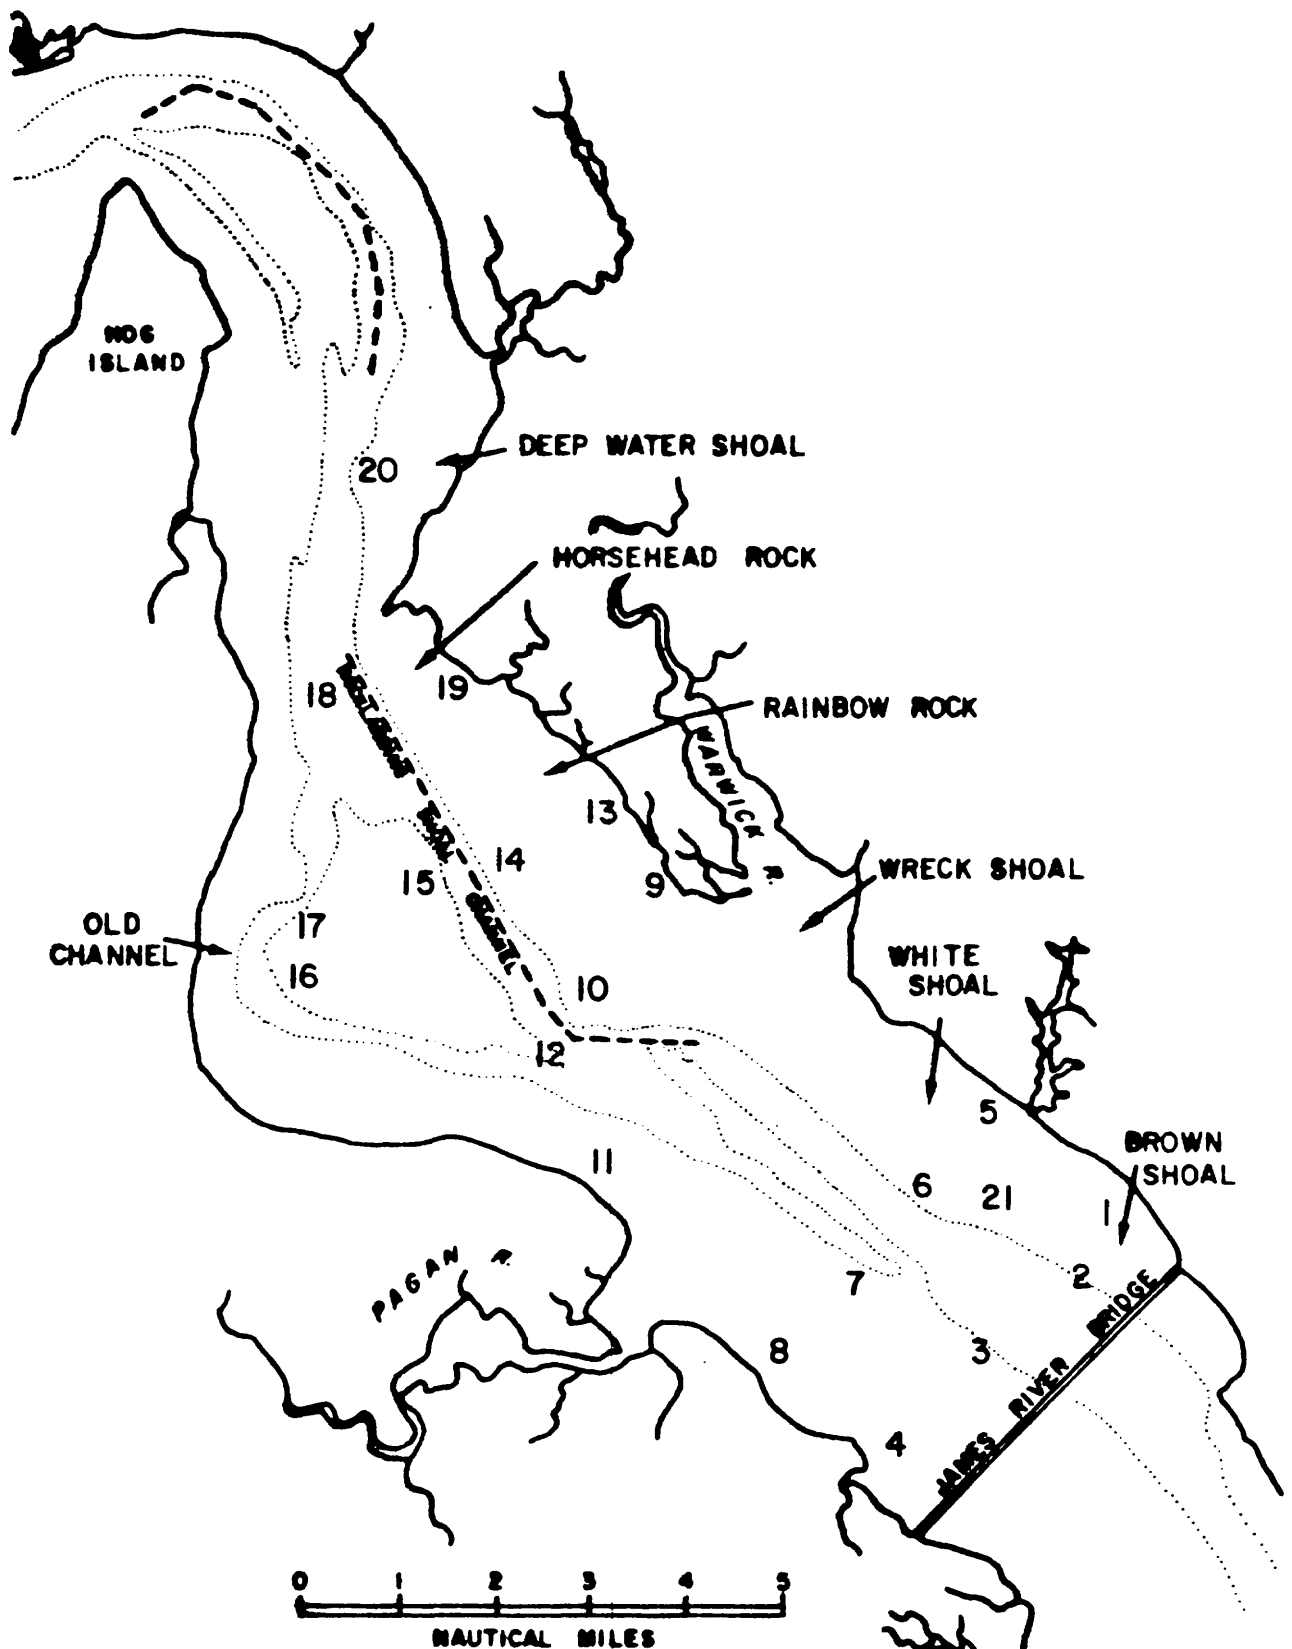 HOG
ISLAND
DEEP WATER SHOAL
20
HORSEHEAD ROCK
18
19
RAINBOW ROCK
WARWICK R.
13
14
15
9
WRECK SHOAL
OLD
CHANNEL
17
16
CHANNEL
10
WHITE
SHOAL
12
5
BROWN
SHOAL
11
6
21
1
PAGAN R.
7
2
8
3
4
JAMES RIVER BRIDGE
0 1 2 3 4 5
NAUTICAL MILES